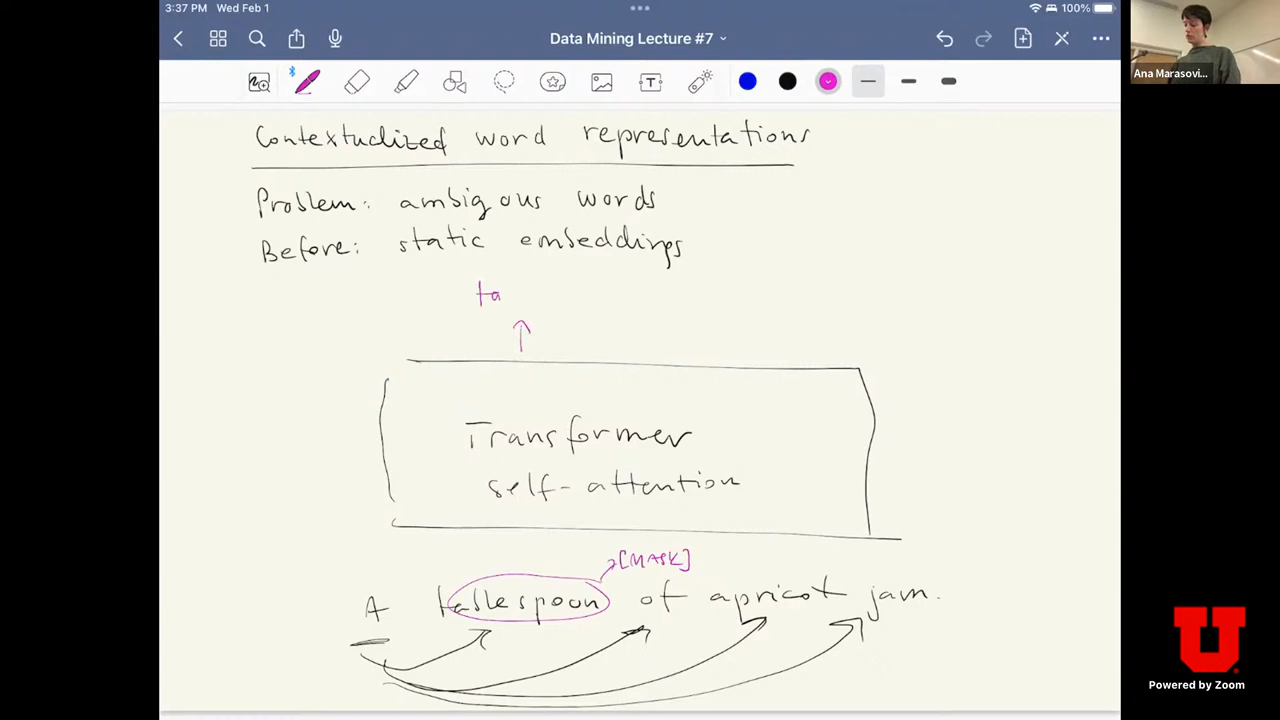 3:37 PM Wed Feb 1
100%
Data Mining Lecture #7
Ana Marasovi...
Contextualized word representations
Problem: ambigous words
Before: static embeddings
ta
Transformer
self-attention
[MASK]
A tablespoon of apricot jam.
U
Powered by Zoom